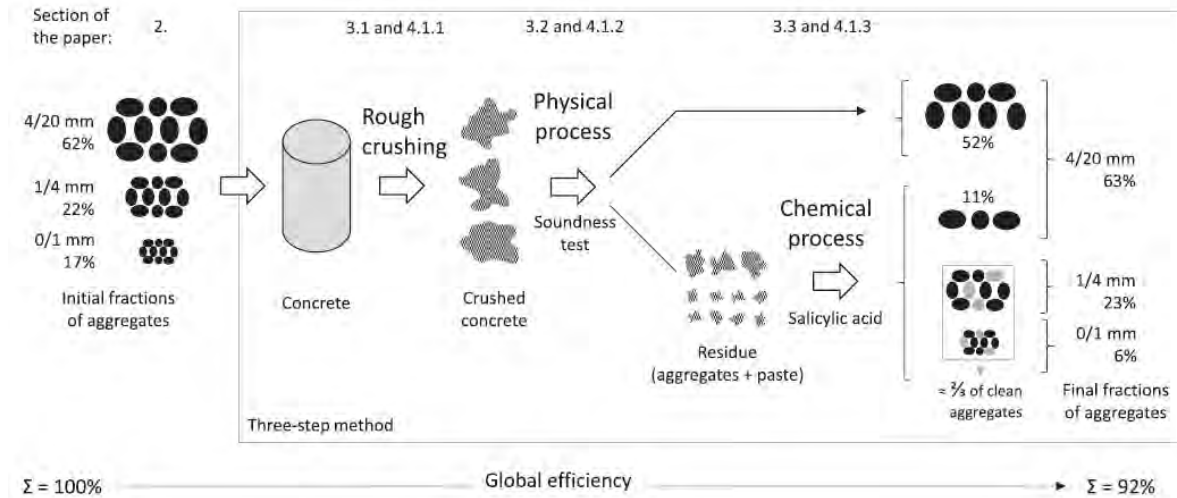 Section of
the paper:
2.
3.1 and 4.1.1
3.2 and 4.1.2
3.3 and 4.1.3
4/20 mm
62%
1/4 mm
22%
0/1 mm
17%
Initial fractions
of aggregates
Concrete
Rough
crushing
Crushed
concrete
Physical
process
Soundness
test
Residue
(aggregates + paste)
Chemical
process
Salicylic acid
52%
11%
4/20 mm
63%
1/4 mm
23%
0/1 mm
6%
≈ ⅔ of clean
aggregates
Final fractions
of aggregates
Three-step method
Σ = 100%
Global efficiency
Σ = 92%